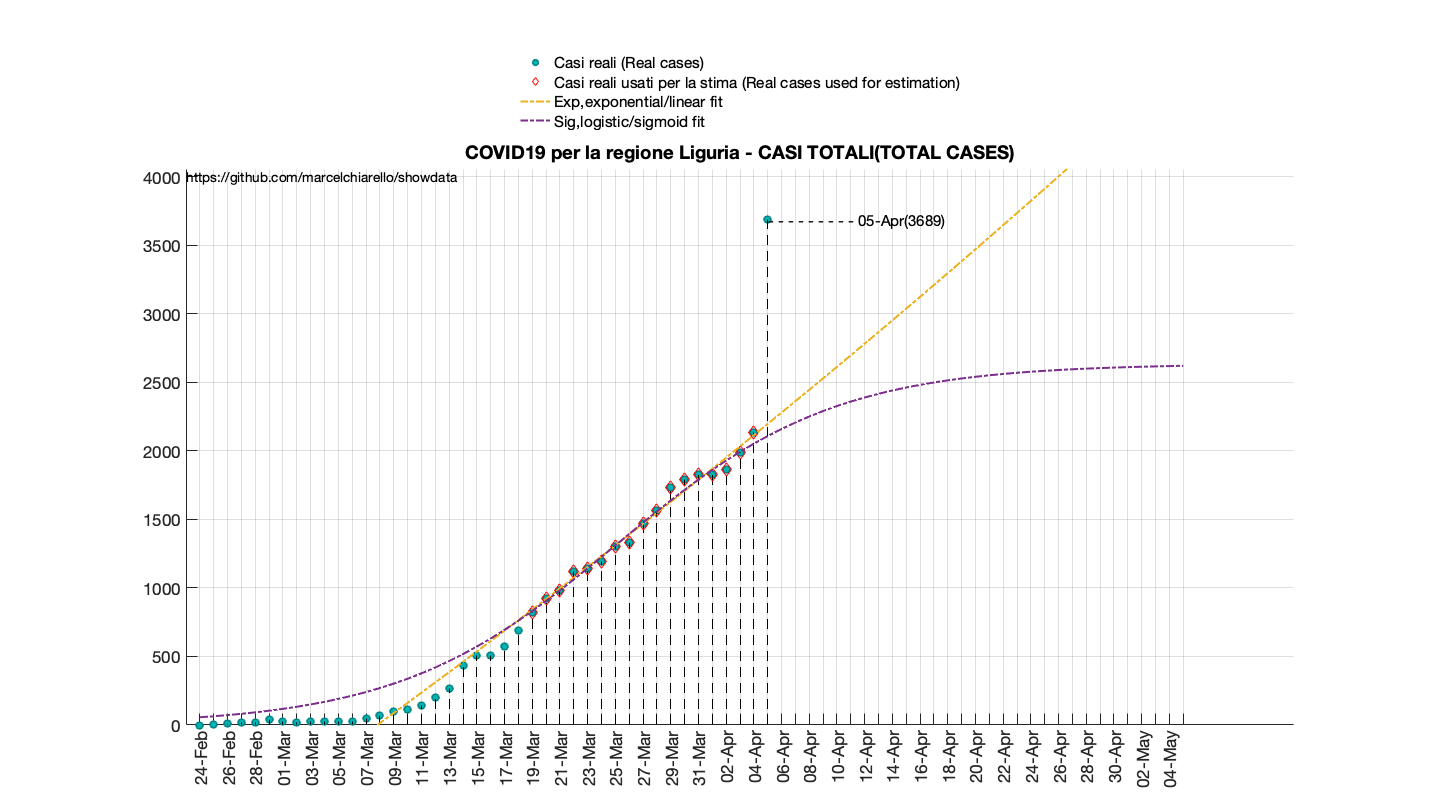 Casi reali (Real cases)
Casi reali usati per la stima (Real cases used for estimation)
Exp,exponential/linear fit
Sig,logistic/sigmoid fit
COVID19 per la regione Liguria - CASI TOTALI(TOTAL CASES)
https://github.com/marcelchiarello/showdata
4000
05-Apr(3689)
3500
3000
2500
2000
1500
1000
500
0
24-Feb
26-Feb
28-Feb
01-Mar
03-Mar
05-Mar
07-Mar
09-Mar
11-Mar
13-Mar
15-Mar
17-Mar
19-Mar
21-Mar
23-Mar
25-Mar
27-Mar
29-Mar
31-Mar
02-Apr
04-Apr
06-Apr
08-Apr
10-Apr
12-Apr
14-Apr
16-Apr
18-Apr
20-Apr
22-Apr
24-Apr
26-Apr
28-Apr
30-Apr
02-May
04-May